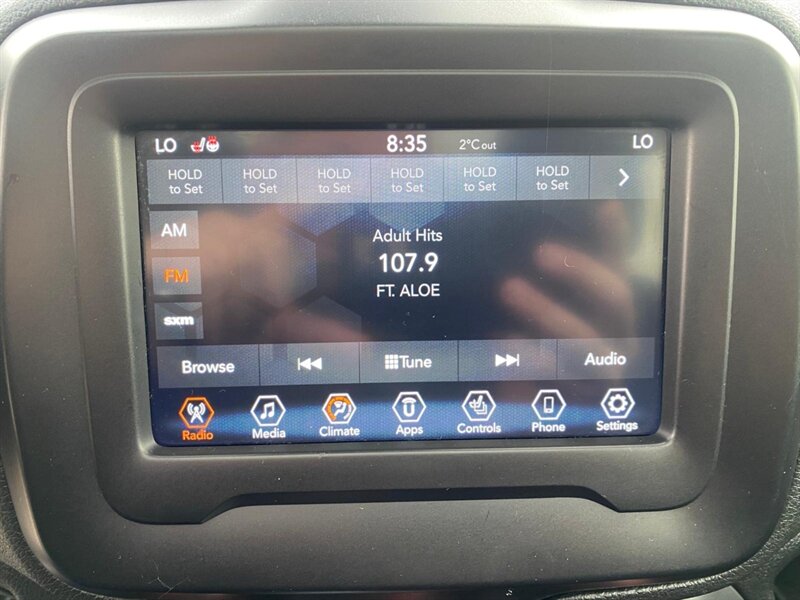 LO 8:35 2°C out LO
HOLD to Set HOLD to Set HOLD to Set HOLD to Set HOLD to Set HOLD to Set
AM
Adult Hits
FM
107.9
FT. ALOE
sxm
Browse Tune Audio
Radio Media Climate Apps Controls Phone Settings